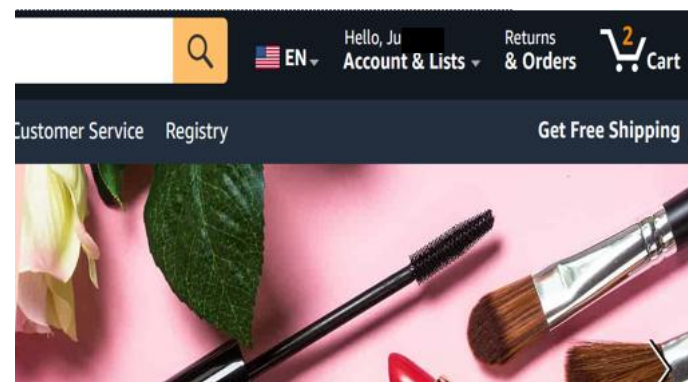 EN
Hello, Ju
Account & Lists
Returns
& Orders
2
Cart
Customer Service
Registry
Get Free Shipping